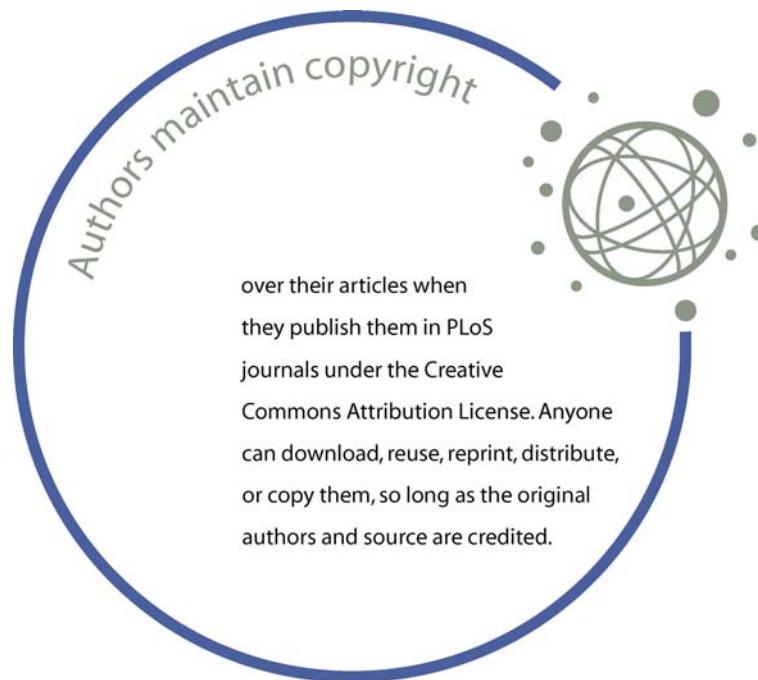 Authors maintain copyright
over their articles when
they publish them in PLoS
journals under the Creative
Commons Attribution License. Anyone
can download, reuse, reprint, distribute,
or copy them, so long as the original
authors and source are credited.